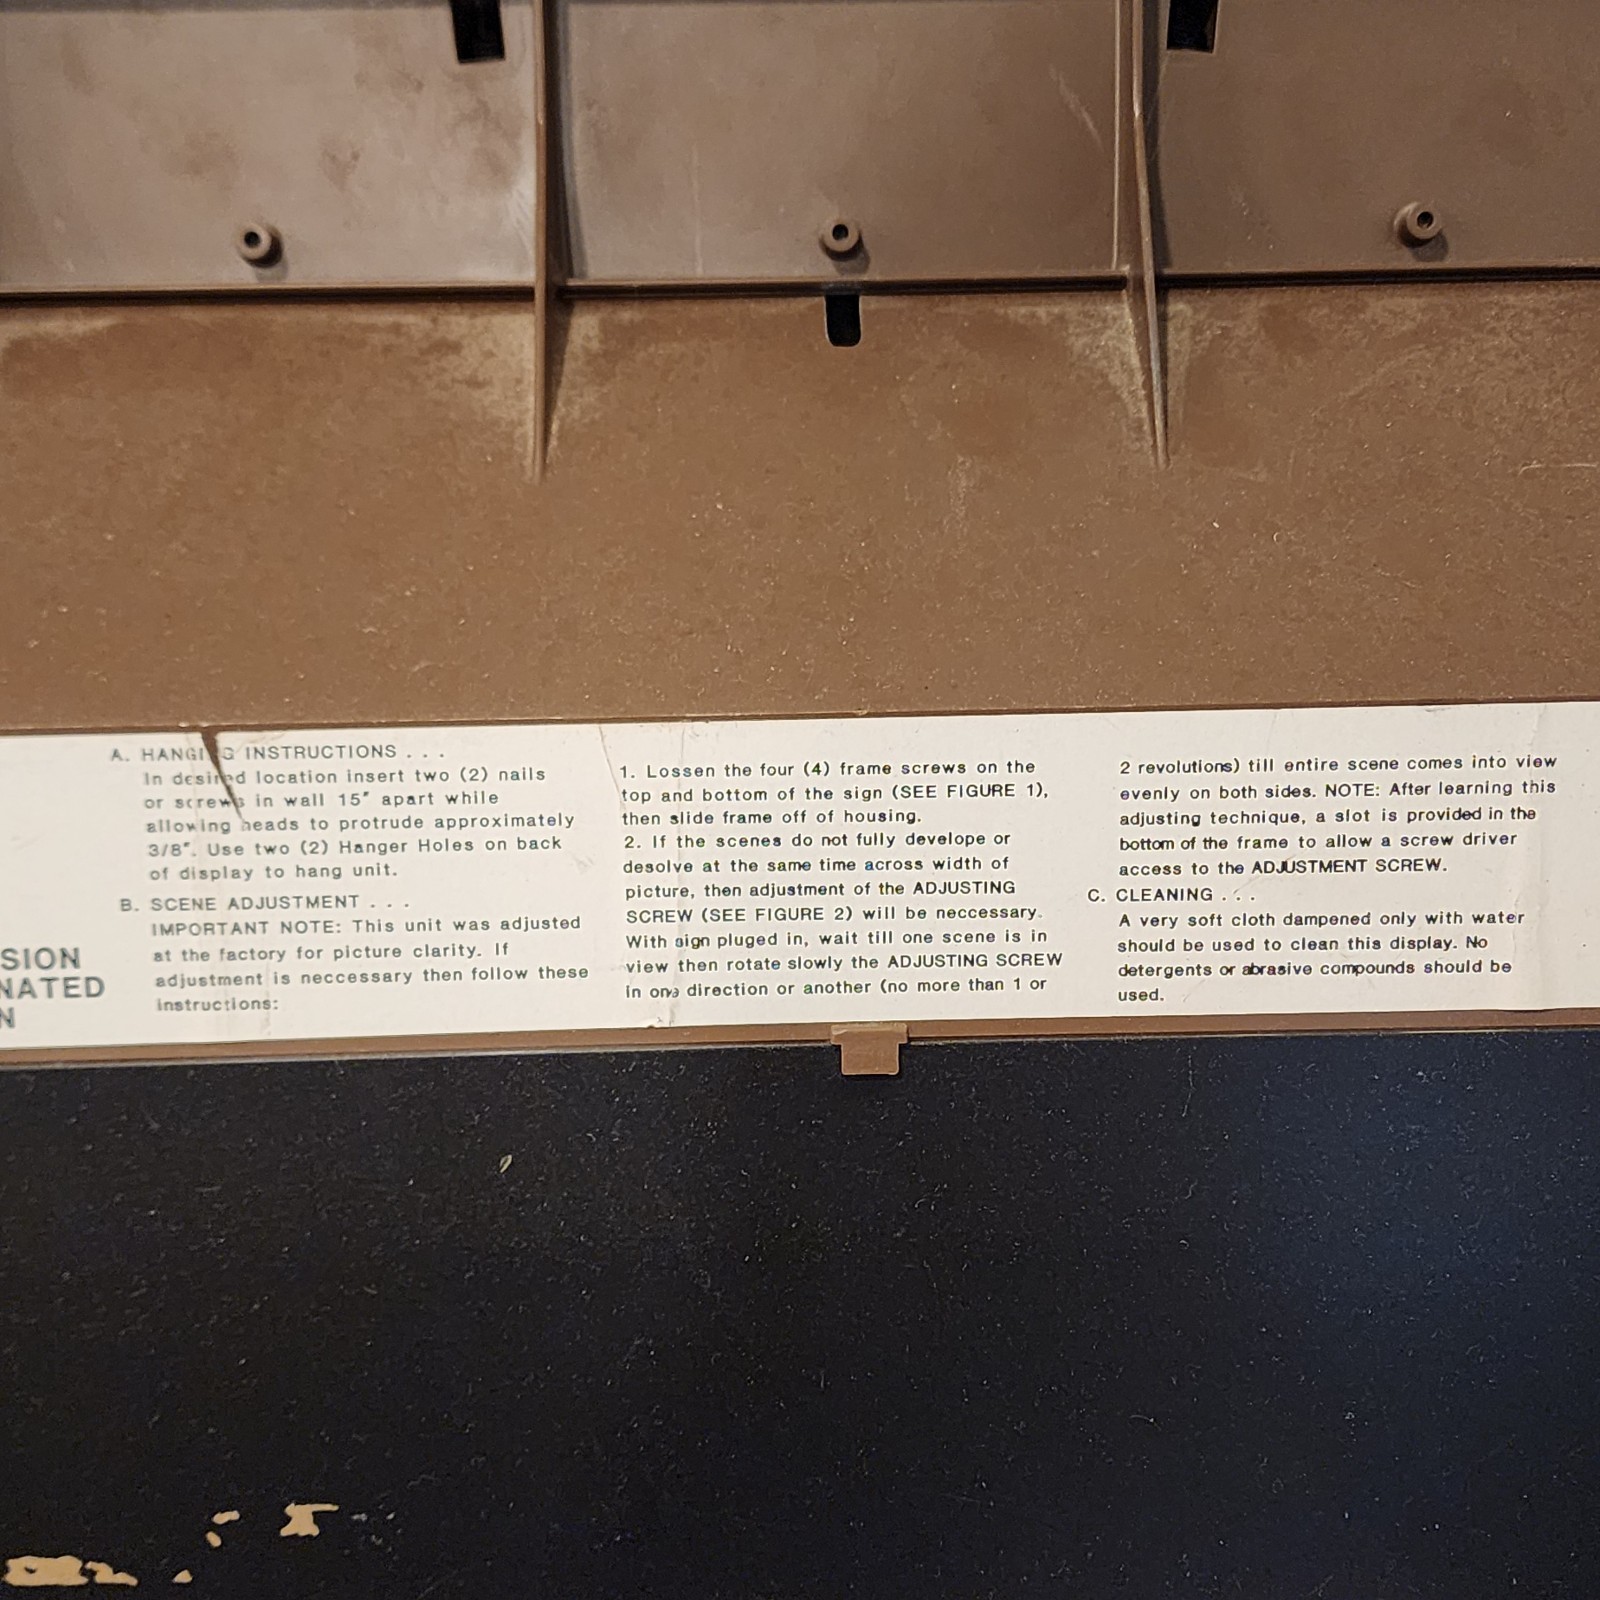 SION
NATED
N
A. HANGING INSTRUCTIONS . . .
In desired location insert two (2) nails
or screws in wall 15" apart while
allowing heads to protrude approximately
3/8". Use two (2) Hanger Holes on back
of display to hang unit.
B. SCENE ADJUSTMENT . . .
IMPORTANT NOTE: This unit was adjusted
at the factory for picture clarity. If
adjustment is neccessary then follow these
instructions:
1. Lossen the four (4) frame screws on the
top and bottom of the sign (SEE FIGURE 1),
then slide frame off of housing.
2. If the scenes do not fully develope or
desolve at the same time across width of
picture, then adjustment of the ADJUSTING
SCREW (SEE FIGURE 2) will be neccessary.
With sign pluged in, wait till one scene is in
view then rotate slowly the ADJUSTING SCREW
in one direction or another (no more than 1 or
2 revolutions) till entire scene comes into view
evenly on both sides. NOTE: After learning this
adjusting technique, a slot is provided in the
bottom of the frame to allow a screw driver
access to the ADJUSTMENT SCREW.
C. CLEANING . . .
A very soft cloth dampened only with water
should be used to clean this display. No
detergents or abrasive compounds should be
used.